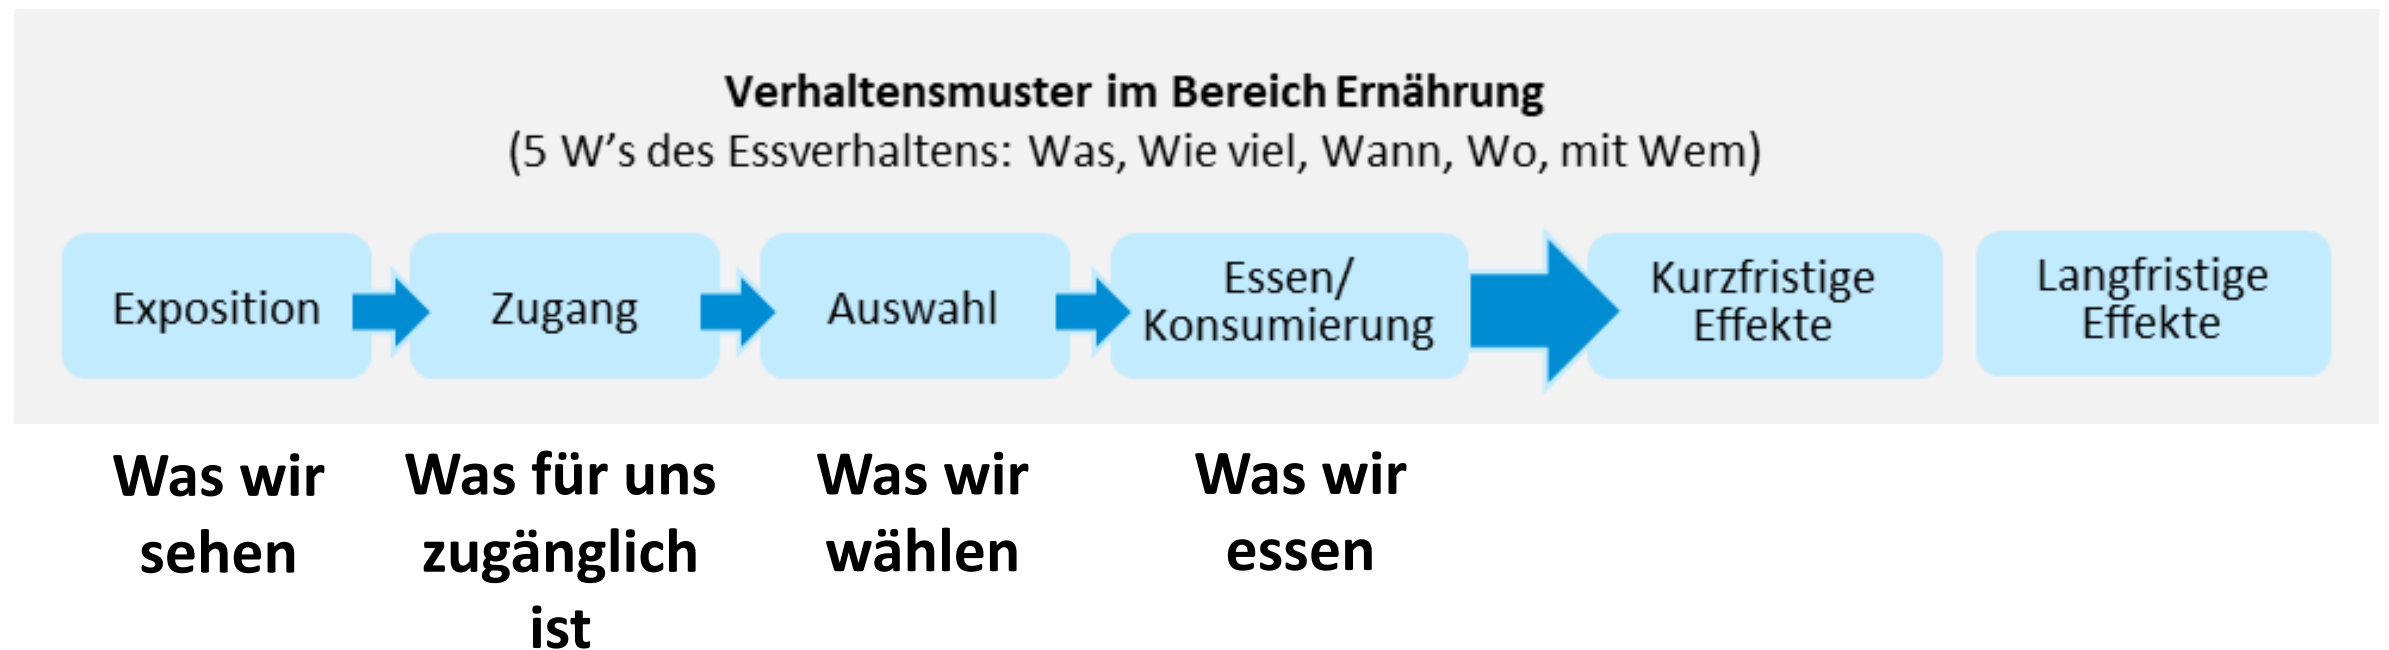 Verhaltensmuster im Bereich Ernährung
(5 W’s des Essverhaltens: Was, Wie viel, Wann, Wo, mit Wem)
Exposition
Zugang
Auswahl
Essen/
Konsumierung
Kurzfristige
Effekte
Langfristige
Effekte
Was wir
sehen
Was für uns
zugänglich
ist
Was wir
wählen
Was wir
essen